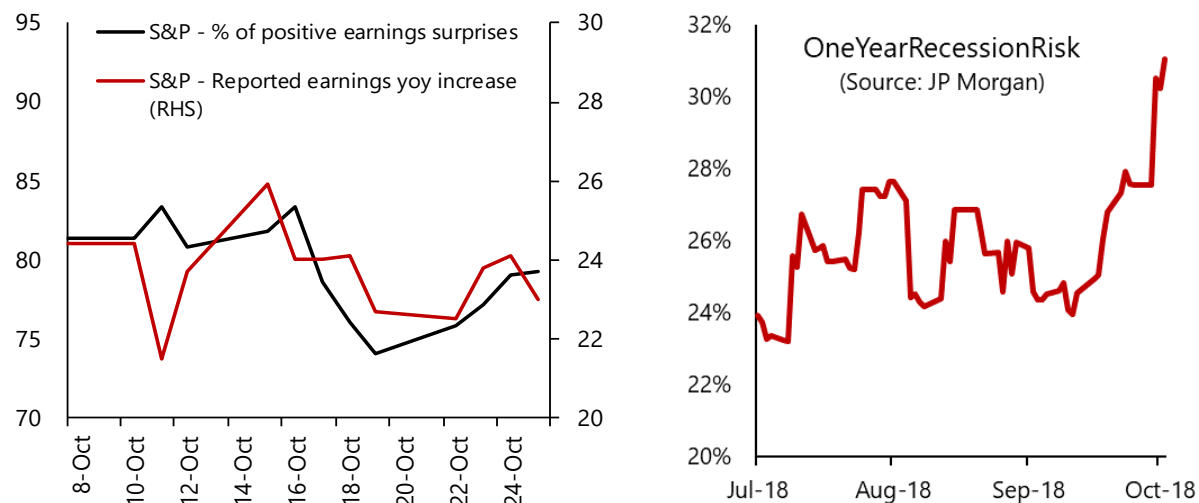 95
90
85
80
75
70
S&P - % of positive earnings surprises
S&P - Reported earnings yoy increase
(RHS)
30
28
26
24
22
20
8-Oct
10-Oct
12-Oct
14-Oct
16-Oct
18-Oct
20-Oct
22-Oct
24-Oct
OneYearRecessionRisk
(Source: JP Morgan)
32%
30%
28%
26%
24%
22%
20%
Jul-18
Aug-18
Sep-18
Oct-18